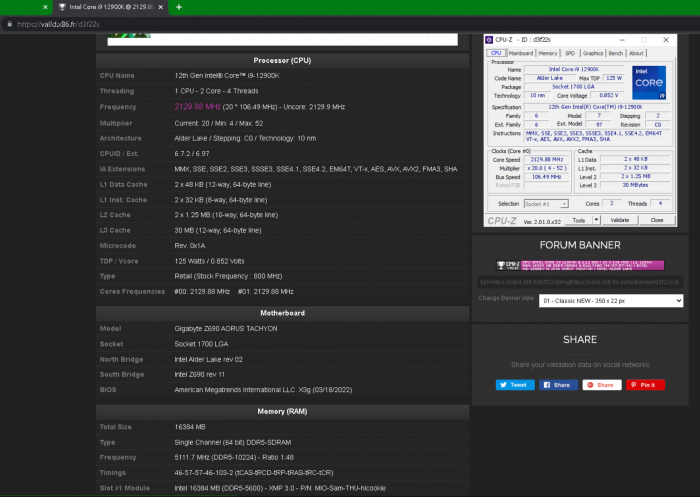 Intel Core i9 12900K @ 2129.88
https://valid.x86.fr/d3f22s
Processor (CPU)
CPU Name 12th Gen Intel® Core™ i9-12900K
Threading 1 CPU - 2 Core - 4 Threads
Frequency 2129.88 MHz (20 * 106.49 MHz) - Uncore: 2129.9 MHz
Multiplier Current: 20 / Min: 4 / Max: 52
Architecture Alder Lake / Stepping: C0 / Technology: 10 nm
CPUID / Ext. 6.7.2 / 6.97
IA Extensions MMX, SSE, SSE2, SSE3, SSSE3, SSE4.1, SSE4.2, EM64T, VT-x, AES, AVX, AVX2, FMA3, SHA
L1 Data Cache 2 x 48 KB (12-way, 64-byte line)
L1 Inst. Cache 2 x 32 KB (8-way, 64-byte line)
L2 Cache 2 x 1.25 MB (10-way, 64-byte line)
L3 Cache 30 MB (12-way, 64-byte line)
Microcode Rev. 0x1A
TDP / Vcore 125 Watts / 0.852 Volts
Type Retail (Stock Frequency : 800 MHz)
Cores Frequencies #00: 2129.88 MHz #01: 2129.88 MHz
Motherboard
Model Gigabyte Z690 AORUS TACHYON
Socket Socket 1700 LGA
North Bridge Intel Alder Lake rev 02
South Bridge Intel Z690 rev 11
BIOS American Megatrends International LLC. X3g (03/18/2022)
Memory (RAM)
Total Size 16384 MB
Type Single Channel (64 bit) DDR5-SDRAM
Frequency 5111.7 MHz (DDR5-10224) - Ratio 1:48
Timings 46-57-57-46-103-2 (tCAS-tRCD-tRP-tRAS-tRC-tCR)
Slot #1 Module Intel 16384 MB (DDR5-5600) - XMP 3.0 - P/N: MIO-Sam-THU-hicookie
CPU-Z - ID : d3f22s
CPU Mainboard Memory SPD Graphics Bench About
Processor
Name Intel Core i9 12900K
Code Name Alder Lake Max TDP 125 W
Package Socket 1700 LGA
Technology 10 nm Core Voltage 0.852 V
intel
CORE
i9
Specification 12th Gen Intel(R) Core(TM) i9-12900K
Family 6 Model 7 Stepping 2
Ext. Family 6 Ext. Model 97 Revision C0
Instructions MMX, SSE, SSE2, SSE3, SSSE3, SSE4.1, SSE4.2, EM64T
VT-x, AES, AVX, AVX2, FMA3, SHA
Clocks (Core #0)
Core Speed 2129.88 MHz
Multiplier x 20.0 ( 4 - 52 )
Bus Speed 106.49 MHz
Rated FSB
Cache
L1 Data 2 x 48 KB
L1 Inst. 2 x 32 KB
Level 2 2 x 1.25 MB
Level 3 30 MBytes
Selection Socket #1 Cores 2 Threads 4
CPU-Z Ver. 2.01.0.x32 Tools Validate Close
FORUM BANNER
Change Banner style 01 - Classic NEW - 350 x 22 px
SHARE
Share your validation data on social networks
Tweet Share Share Pin it